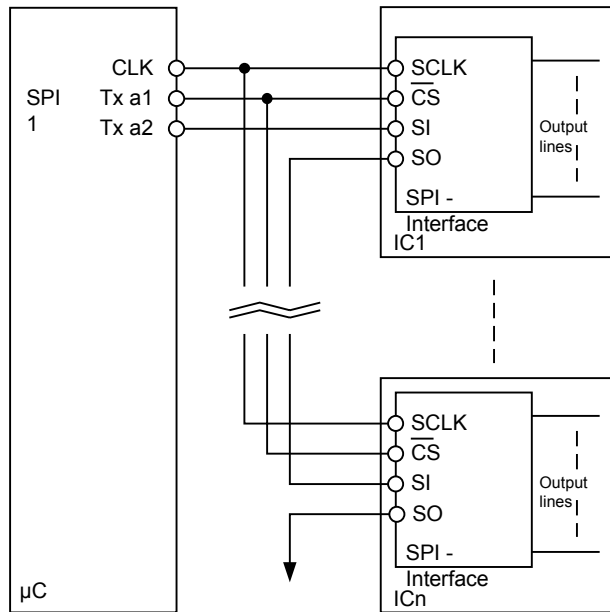 SPI
1
CLK
Tx a1
Tx a2
µC
SCLK
CS
SI
SO
SPI -
Interface
IC1
Output
lines
SCLK
CS
SI
SO
SPI -
Interface
ICn
Output
lines